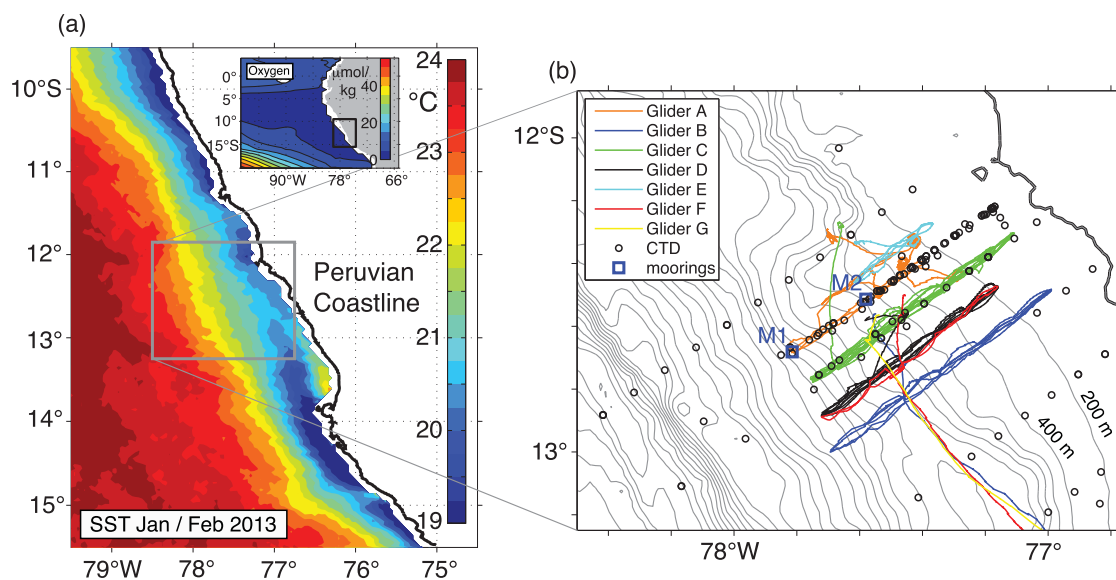 (a)
10°S
11°
12°
13°
14°
15°
79°W
78°
77°
76°
75°
SST Jan / Feb 2013
Peruvian
Coastline
Oxygen
0°
5°
10°
15°S
90°W
78°
66°
μmol/
kg
40
20
0
°C
24
23
22
21
20
19
(b)
12°S
13°
78°W
77°
Glider A
Glider B
Glider C
Glider D
Glider E
Glider F
Glider G
CTD
moorings
M2
M1
200 m
400 m